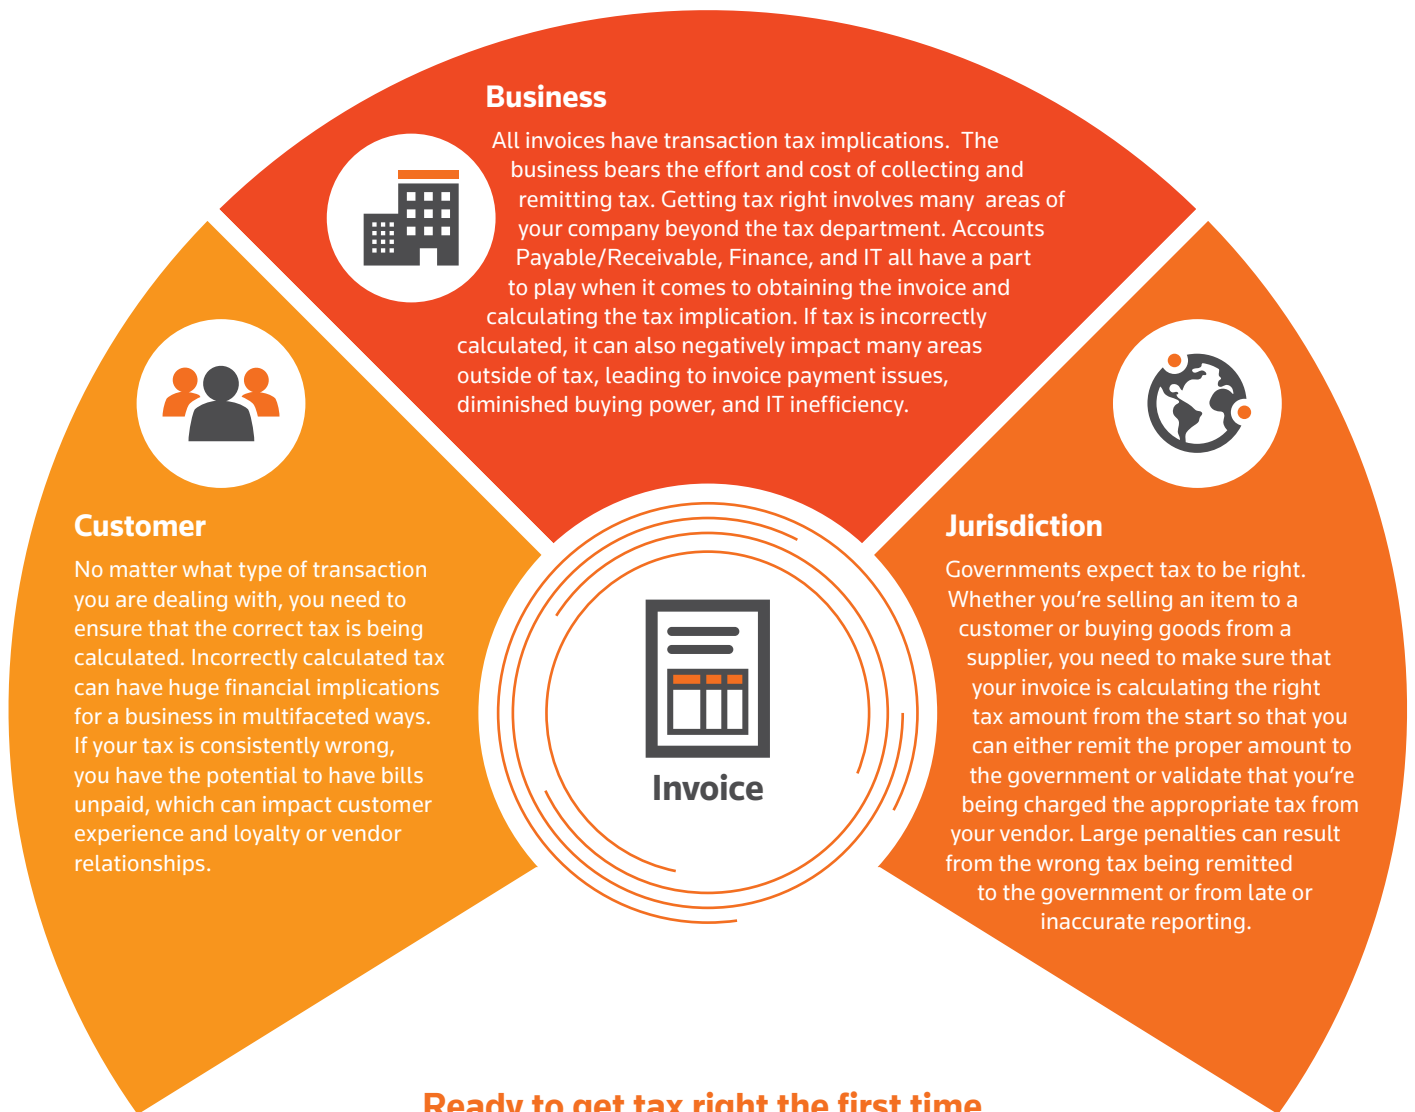 Business
All invoices have transaction tax implications.  The
business bears the effort and cost of collecting and
remitting tax. Getting tax right involves many  areas of
your company beyond the tax department. Accounts
Payable/Receivable, Finance, and IT all have a part
to play when it comes to obtaining the invoice and
calculating the tax implication. If tax is incorrectly
calculated, it can also negatively impact many areas
outside of tax, leading to invoice payment issues,
diminished buying power, and IT inefficiency.
Customer
No matter what type of transaction
you are dealing with, you need to
ensure that the correct tax is being
calculated. Incorrectly calculated tax
can have huge financial implications
for a business in multifaceted ways.
If your tax is consistently wrong,
you have the potential to have bills
unpaid, which can impact customer
experience and loyalty or vendor
relationships.
Invoice
Jurisdiction
Governments expect tax to be right.
Whether you’re selling an item to a
customer or buying goods from a
supplier, you need to make sure that
your invoice is calculating the right
tax amount from the start so that you
can either remit the proper amount to
the government or validate that you’re
being charged the appropriate tax from
your vendor. Large penalties can result
from the wrong tax being remitted
to the government or from late or
inaccurate reporting.
Ready to get tax right the first time